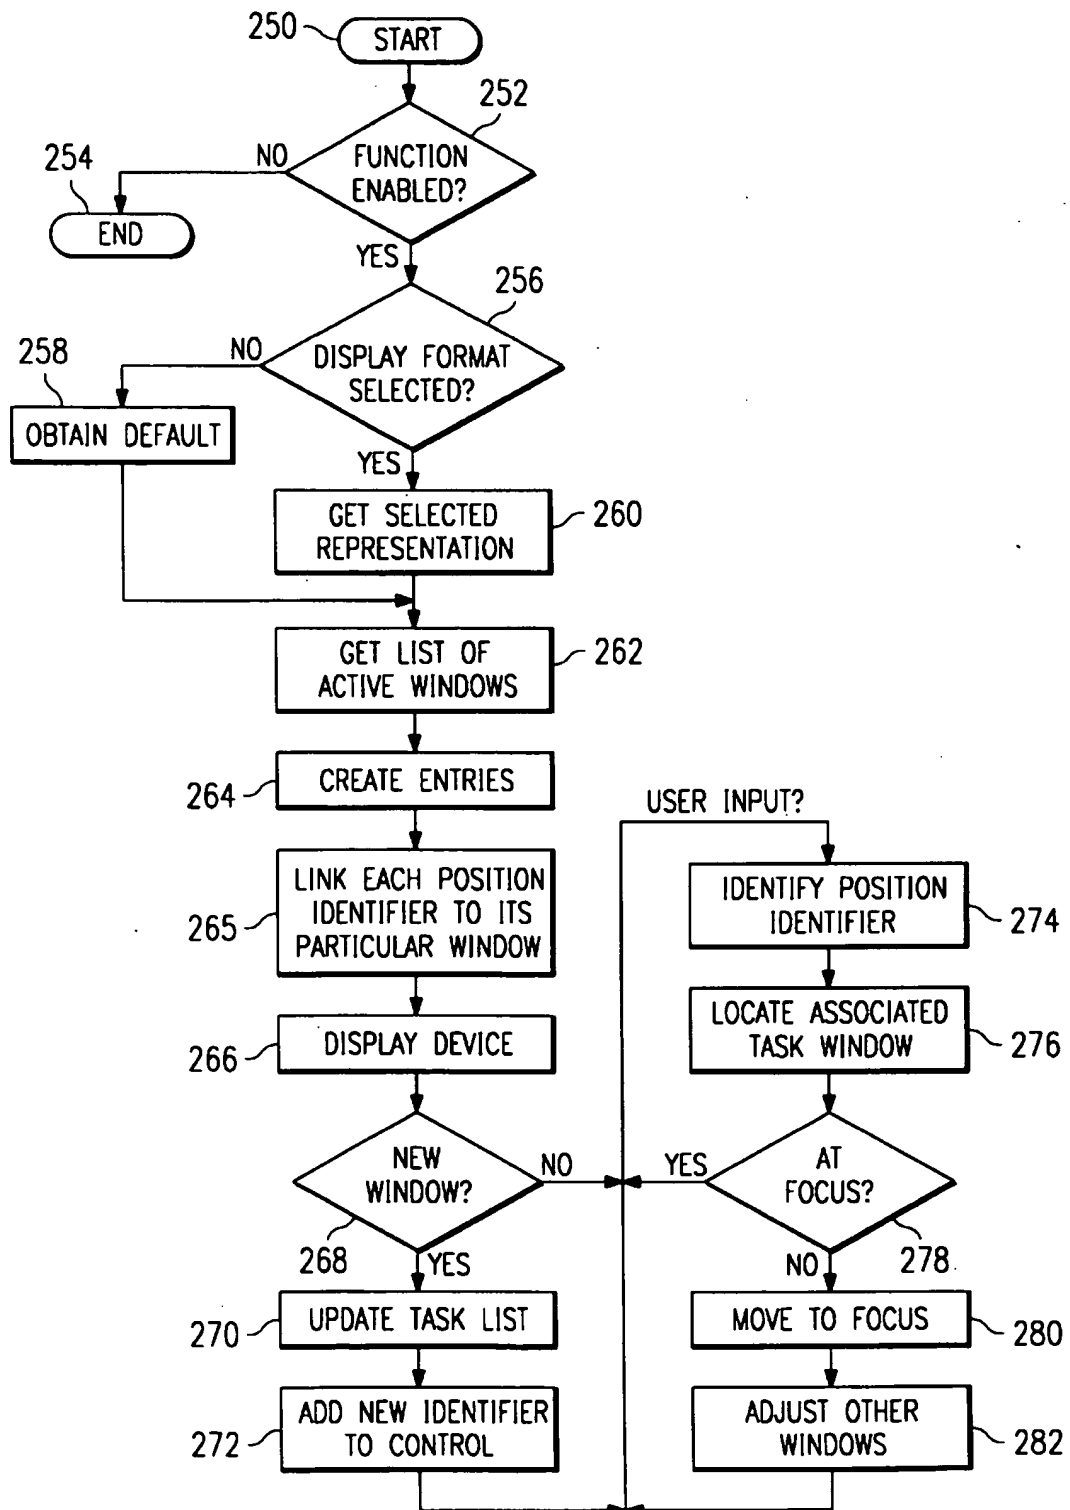 250
START
252
NO
FUNCTION
ENABLED?
254
END
YES
256
NO
258
DISPLAY FORMAT
SELECTED?
OBTAIN DEFAULT
YES
GET SELECTED
REPRESENTATION
260
GET LIST OF
ACTIVE WINDOWS
262
CREATE ENTRIES
264
LINK EACH POSITION
IDENTIFIER TO ITS
PARTICULAR WINDOW
265
DISPLAY DEVICE
266
NEW
WINDOW?
NO
268
YES
UPDATE TASK LIST
270
ADD NEW IDENTIFIER
TO CONTROL
272
USER INPUT?
IDENTIFY POSITION
IDENTIFIER
274
LOCATE ASSOCIATED
TASK WINDOW
276
YES
AT
FOCUS?
278
NO
MOVE TO FOCUS
280
ADJUST OTHER
WINDOWS
282